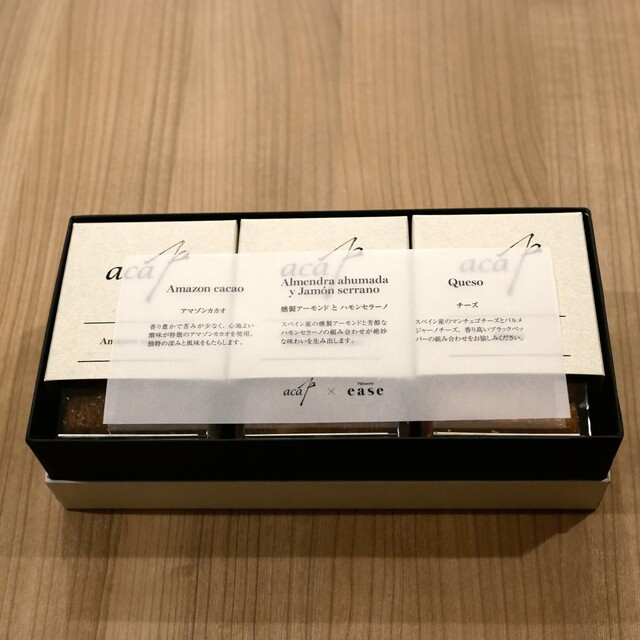 acá
acá
acá
Amazon cacao
アマゾンカカオ
香り豊かで苦みが少なく、心地よい
酸味が特徴のアマゾンカカオを使用。
独特の深みと風味をもたらします。
Almendra ahumada
y Jamón serrano
燻製アーモンド と ハモンセラーノ
スペイン産の燻製アーモンドと芳醇な
ハモンセラーノの組み合わせが絶妙
な味わいを生み出します。
Queso
チーズ
スペイン産のマンチェゴチーズとパルメ
ジャーノチーズ。香り高いブラックペッ
パーの組み合わせをお愉しみください。
acá × Pâtisserie ease